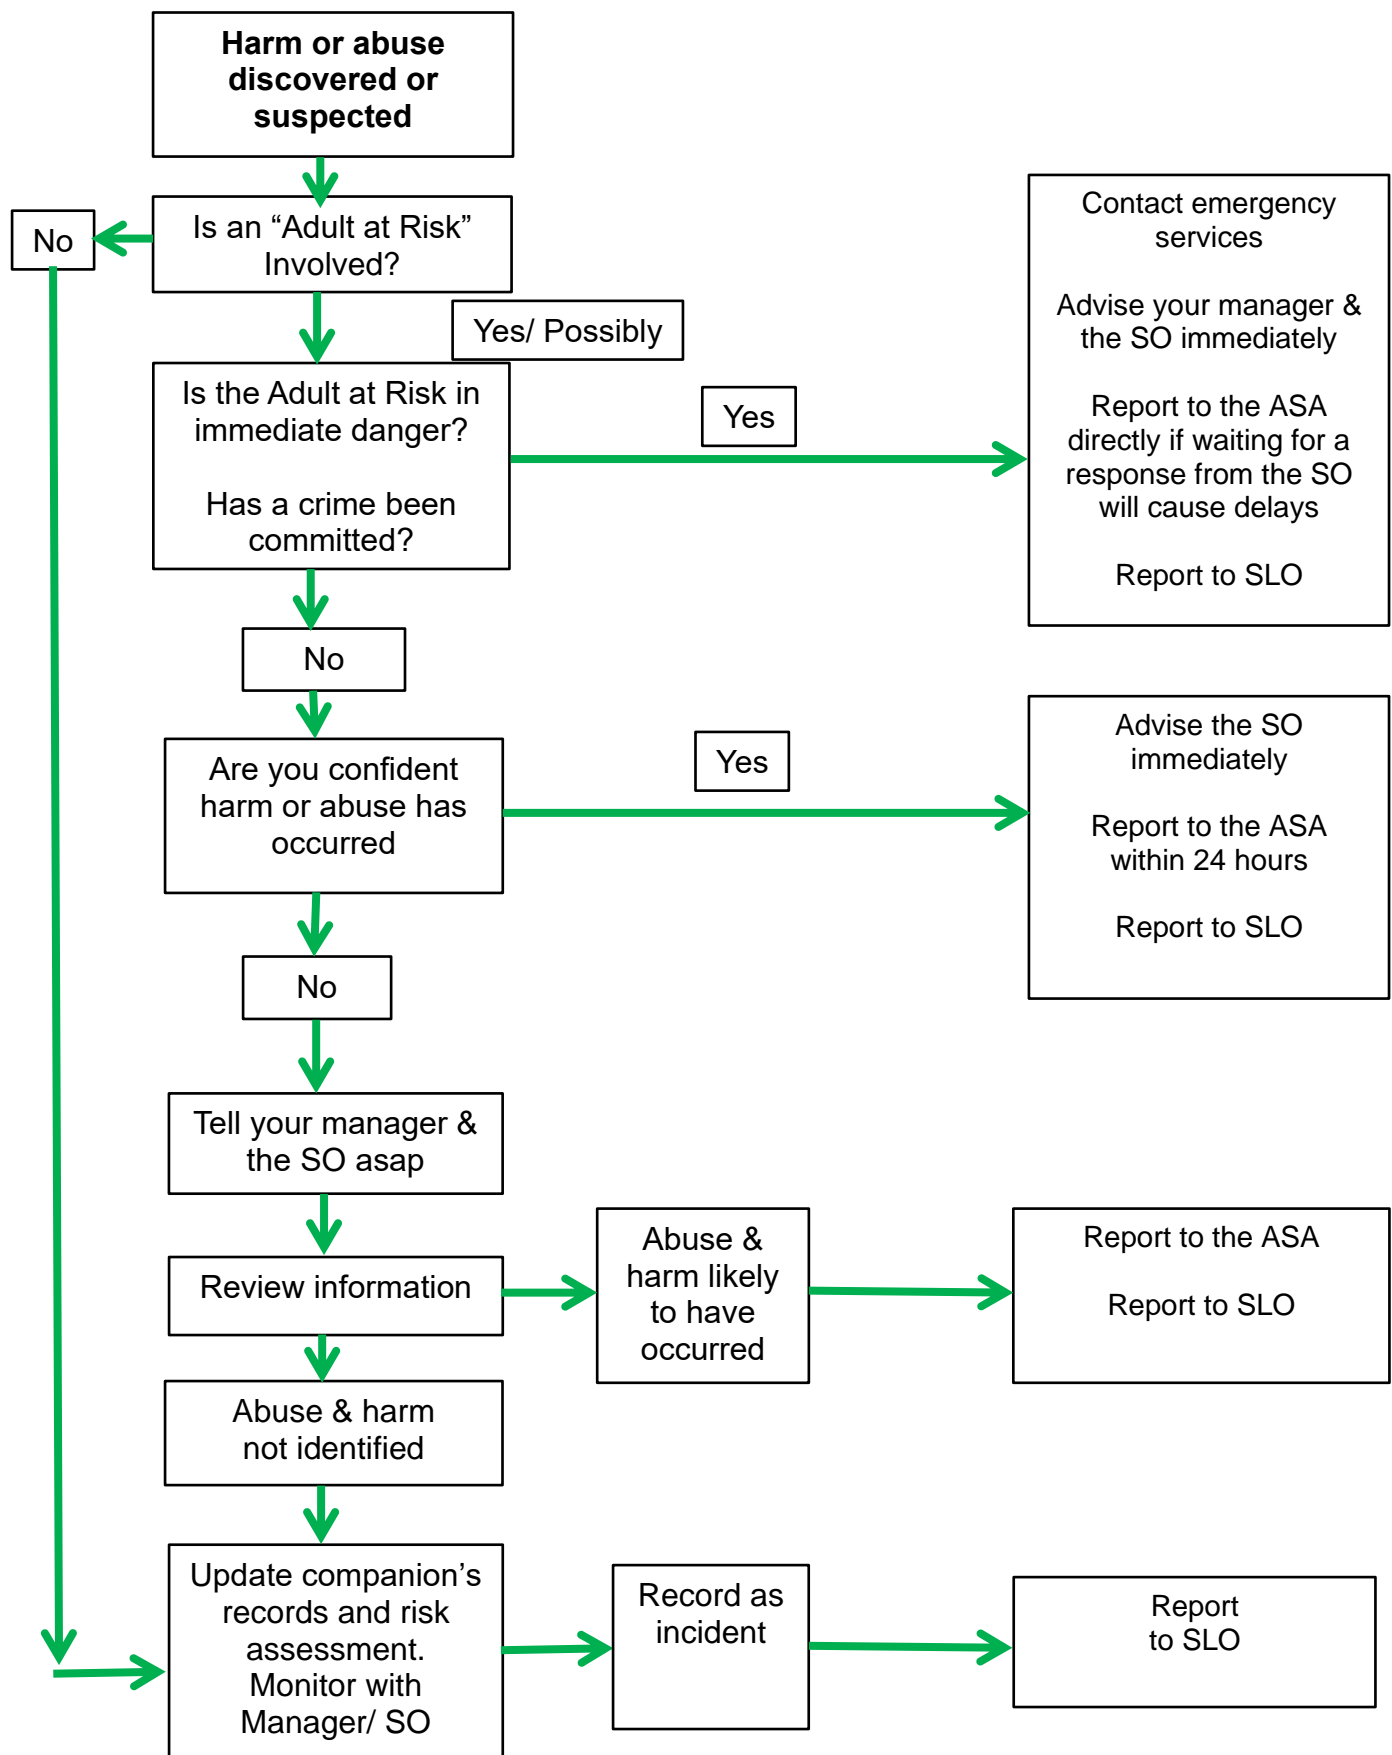 Harm or abuse
discovered or
suspected
No
Is an “Adult at Risk”
Involved?
Yes/ Possibly
Is the Adult at Risk in
immediate danger?
Has a crime been
committed?
Yes
Contact emergency
services
Advise your manager &
the SO immediately
Report to the ASA
directly if waiting for a
response from the SO
will cause delays
Report to SLO
No
Are you confident
harm or abuse has
occurred
Yes
Advise the SO
immediately
Report to the ASA
within 24 hours
Report to SLO
No
Tell your manager &
the SO asap
Review information
Abuse &
harm likely
to have
occurred
Report to the ASA
Report to SLO
Abuse & harm
not identified
Update companion’s
records and risk
assessment.
Monitor with
Manager/ SO
Record as
incident
Report
to SLO